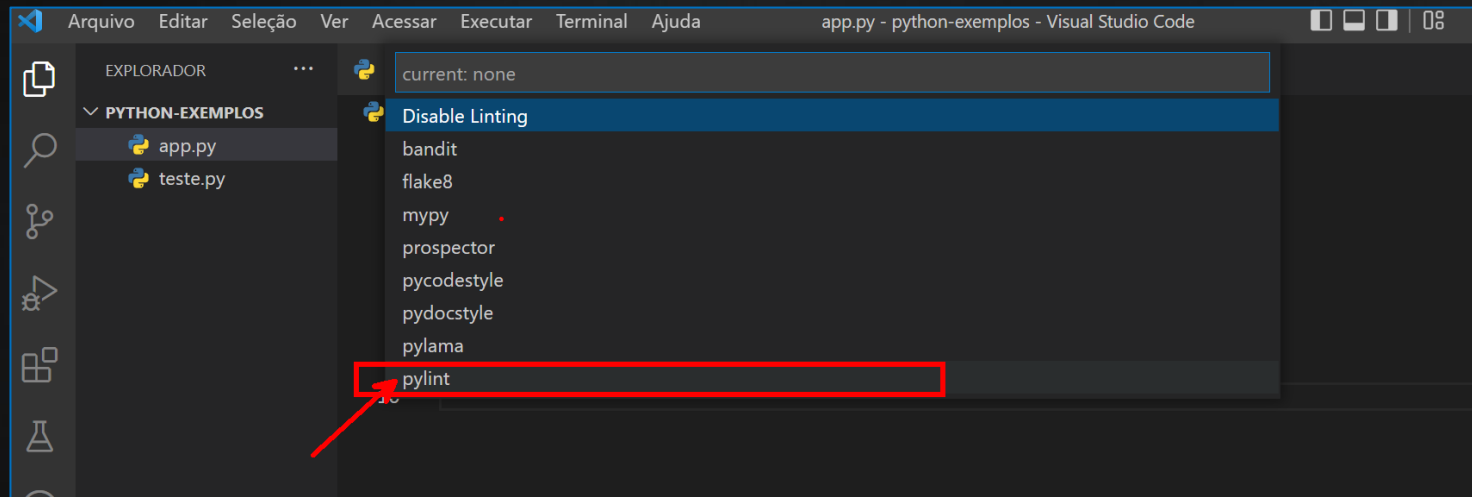 Arquivo Editar Seleção Ver Acessar Executar Terminal Ajuda app.py - python-exemplos - Visual Studio Code
EXPLORADOR ...
PYTHON-EXEMPLOS
app.py
teste.py
current: none
Disable Linting
bandit
flake8
mypy
prospector
pycodestyle
pydocstyle
pylama
pylint